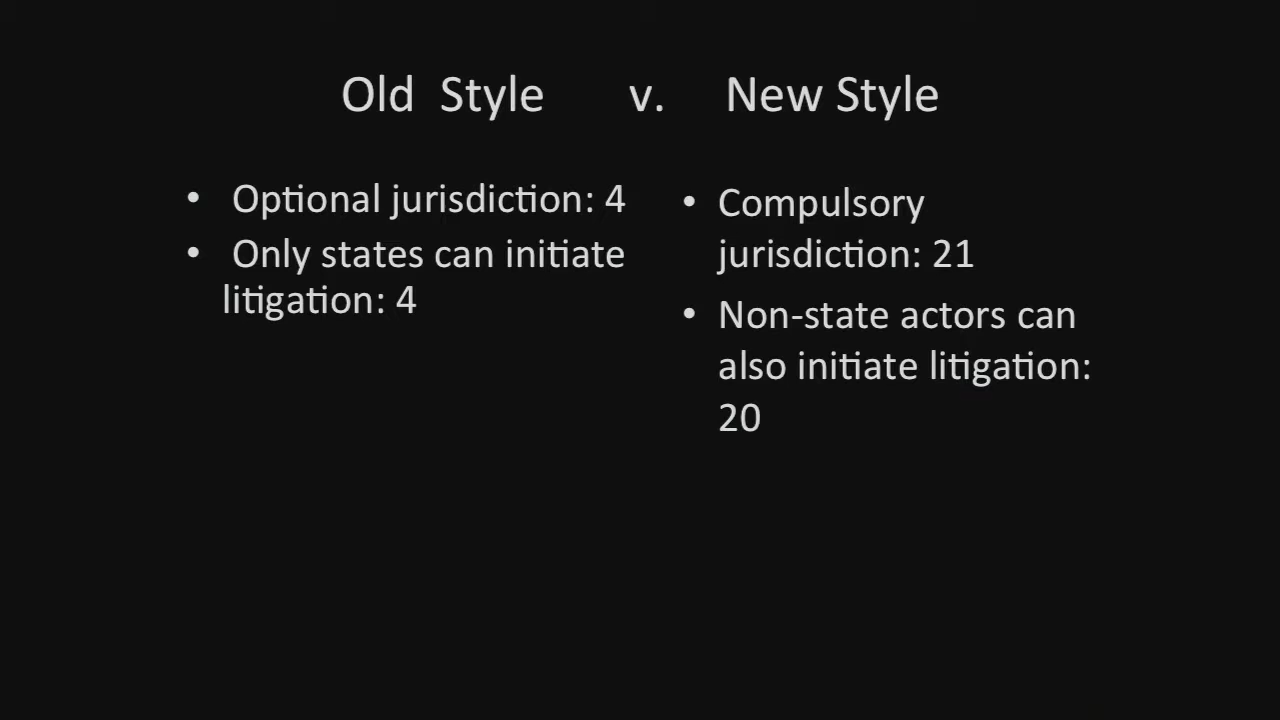 Old Style v. New Style
• Optional jurisdiction: 4
• Only states can initiate
litigation: 4
• Compulsory
jurisdiction: 21
• Non-state actors can
also initiate litigation:
20